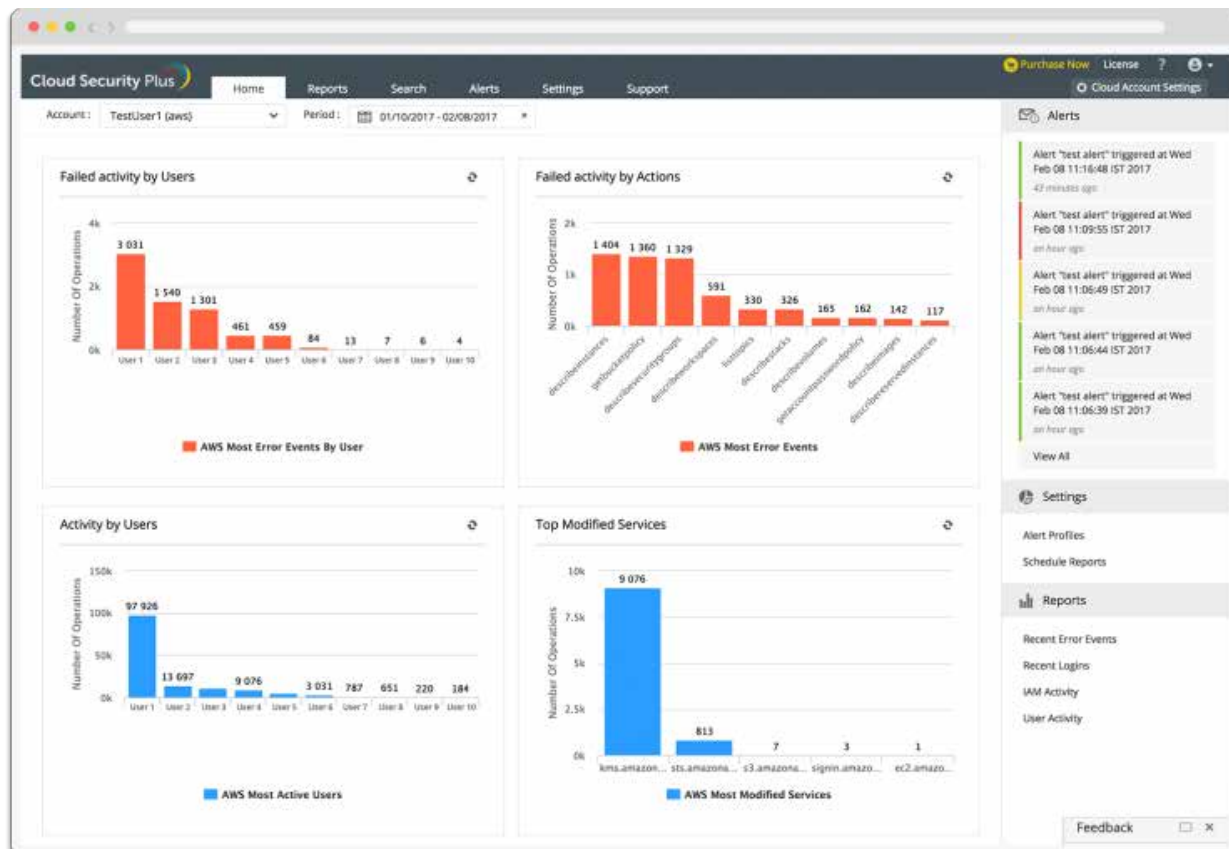 Cloud Security Plus
Home
Reports
Search
Alerts
Settings
Support
Purchase Now
License
?
Cloud Account Settings
Account :
TestUser1 (aws)
Period :
01/10/2017 - 02/08/2017
Failed activity by Users
Number Of Operations
4k
2k
0k
3 031
1 540
1 301
461
459
84
13
7
6
4
User 1
User 2
User 3
User 4
User 5
User 6
User 7
User 8
User 9
User 10
AWS Most Error Events By User
Failed activity by Actions
Number Of Operations
2k
1k
0k
1 404
1 360
1 329
591
330
326
165
162
142
117
describeinstances
getbucketpolicy
describesecuritygroups
describeworkspaces
listtopics
describestacks
describevolumes
getaccountpasswordpolicy
describeimages
describereservedinstances
AWS Most Error Events
Activity by Users
Number Of Operations
150k
100k
50k
0k
97 926
13 697
9 076
3 031
787
651
220
184
User 1
User 2
User 3
User 4
User 5
User 6
User 7
User 8
User 9
User 10
AWS Most Active Users
Top Modified Services
Number Of Operations
10k
7.5k
5k
2.5k
0k
9 076
813
7
3
1
kms.amazon...
sts.amazona...
s3.amazona...
signin.amazo...
ec2.amazo...
AWS Most Modified Services
Alerts
Alert "test alert" triggered at Wed
Feb 08 11:16:48 IST 2017
43 minutes ago
Alert "test alert" triggered at Wed
Feb 08 11:09:55 IST 2017
an hour ago
Alert "test alert" triggered at Wed
Feb 08 11:06:49 IST 2017
an hour ago
Alert "test alert" triggered at Wed
Feb 08 11:06:44 IST 2017
an hour ago
Alert "test alert" triggered at Wed
Feb 08 11:06:39 IST 2017
an hour ago
View All
Settings
Alert Profiles
Schedule Reports
Reports
Recent Error Events
Recent Logins
IAM Activity
User Activity
Feedback